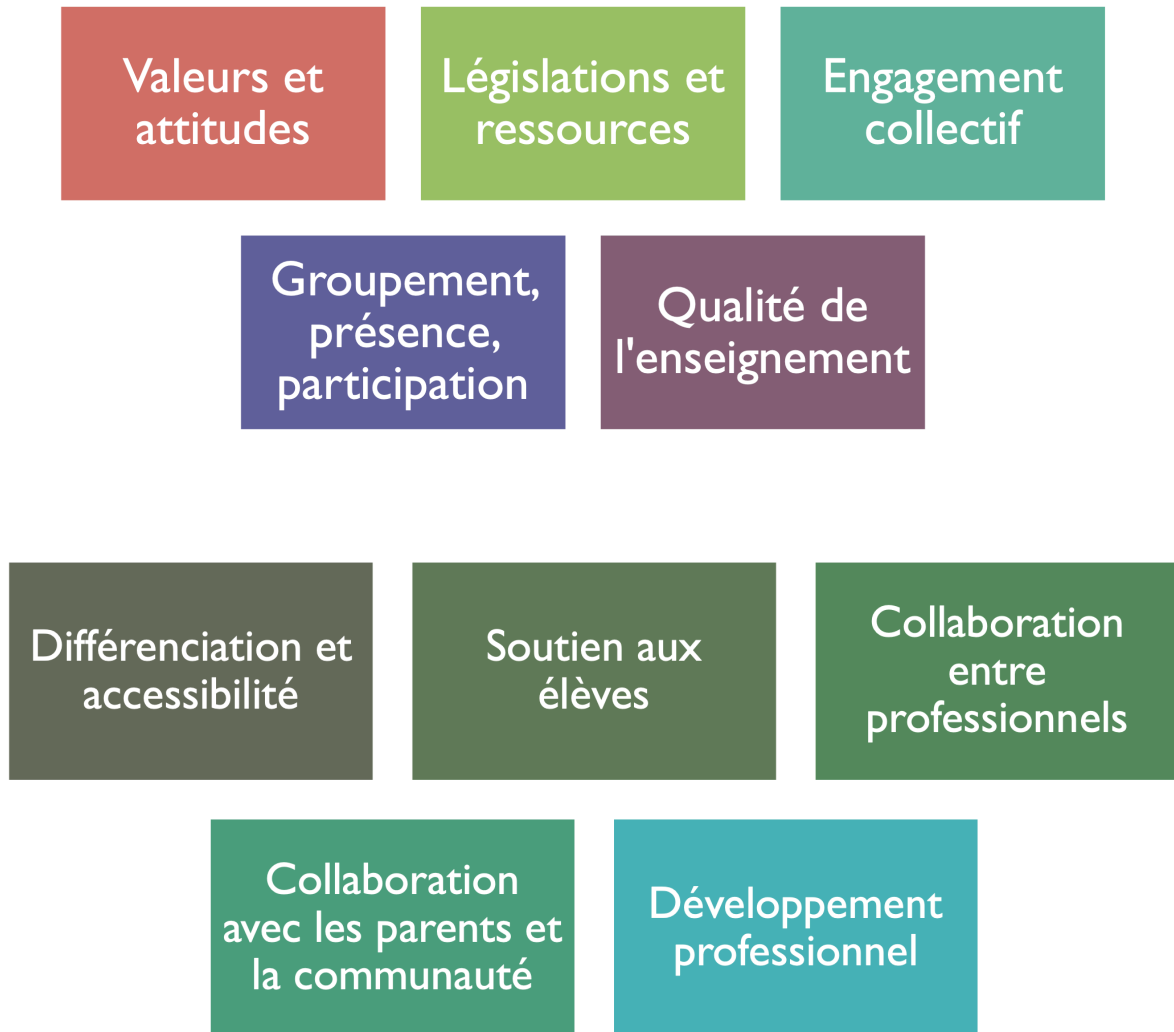 Valeurs et
attitudes
Législations et
ressources
Engagement
collectif
Groupement,
présence,
participation
Qualité de
l'enseignement
Différenciation et
accessibilité
Soutien aux
élèves
Collaboration
entre
professionnels
Collaboration
avec les parents et
la communauté
Développement
professionnel